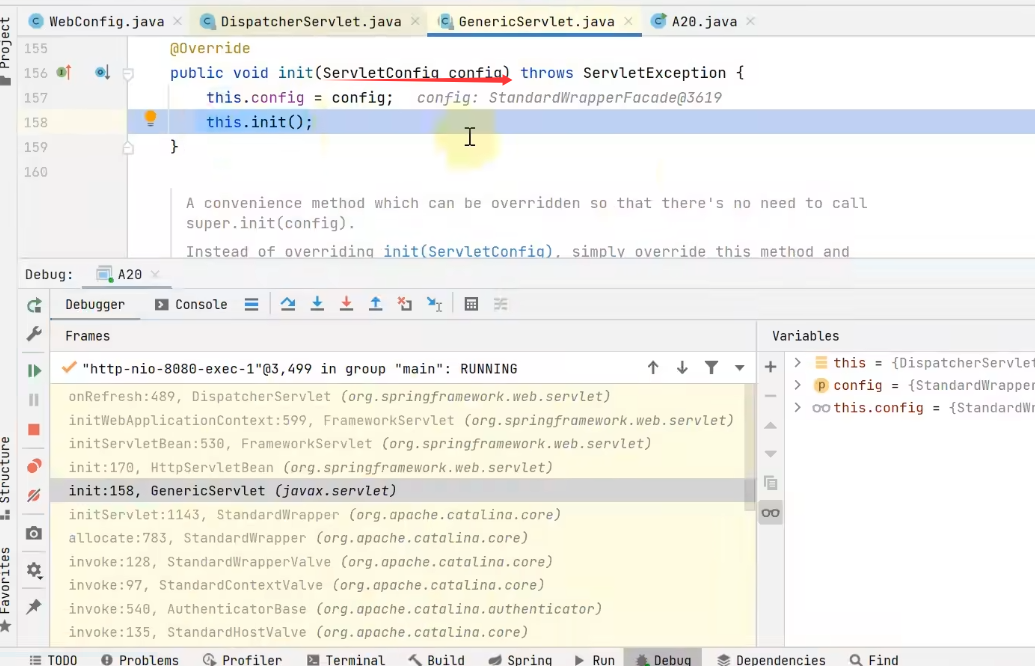 WebConfig.java DispatcherServlet.java GenericServlet.java A20.java
Project
155 @Override
156 public void init(ServletConfig config) throws ServletException {
157 this.config = config; config: StandardWrapperFacade@3619
158 this.init();
159 }
160
A convenience method which can be overridden so that there's no need to call
super.init(config).
Instead of overriding init(ServletConfig), simply override this method and
Debug: A20
Debugger Console
Frames Variables
"http-nio-8080-exec-1"@3,499 in group "main": RUNNING
this = {DispatcherServlet
config = {StandardWrapper
this.config = {StandardW
onRefresh:489, DispatcherServlet (org.springframework.web.servlet)
initWebApplicationContext:599, FrameworkServlet (org.springframework.web.servlet)
initServletBean:530, FrameworkServlet (org.springframework.web.servlet)
init:170, HttpServletBean (org.springframework.web.servlet)
init:158, GenericServlet (javax.servlet)
initServlet:1143, StandardWrapper (org.apache.catalina.core)
allocate:783, StandardWrapper (org.apache.catalina.core)
invoke:128, StandardWrapperValve (org.apache.catalina.core)
invoke:97, StandardContextValve (org.apache.catalina.core)
invoke:540, AuthenticatorBase (org.apache.catalina.authenticator)
invoke:135, StandardHostValve (org.apache.catalina.core)
Structure
Favorites
TODO Problems Profiler Terminal Build Spring Run Debug Dependencies Find